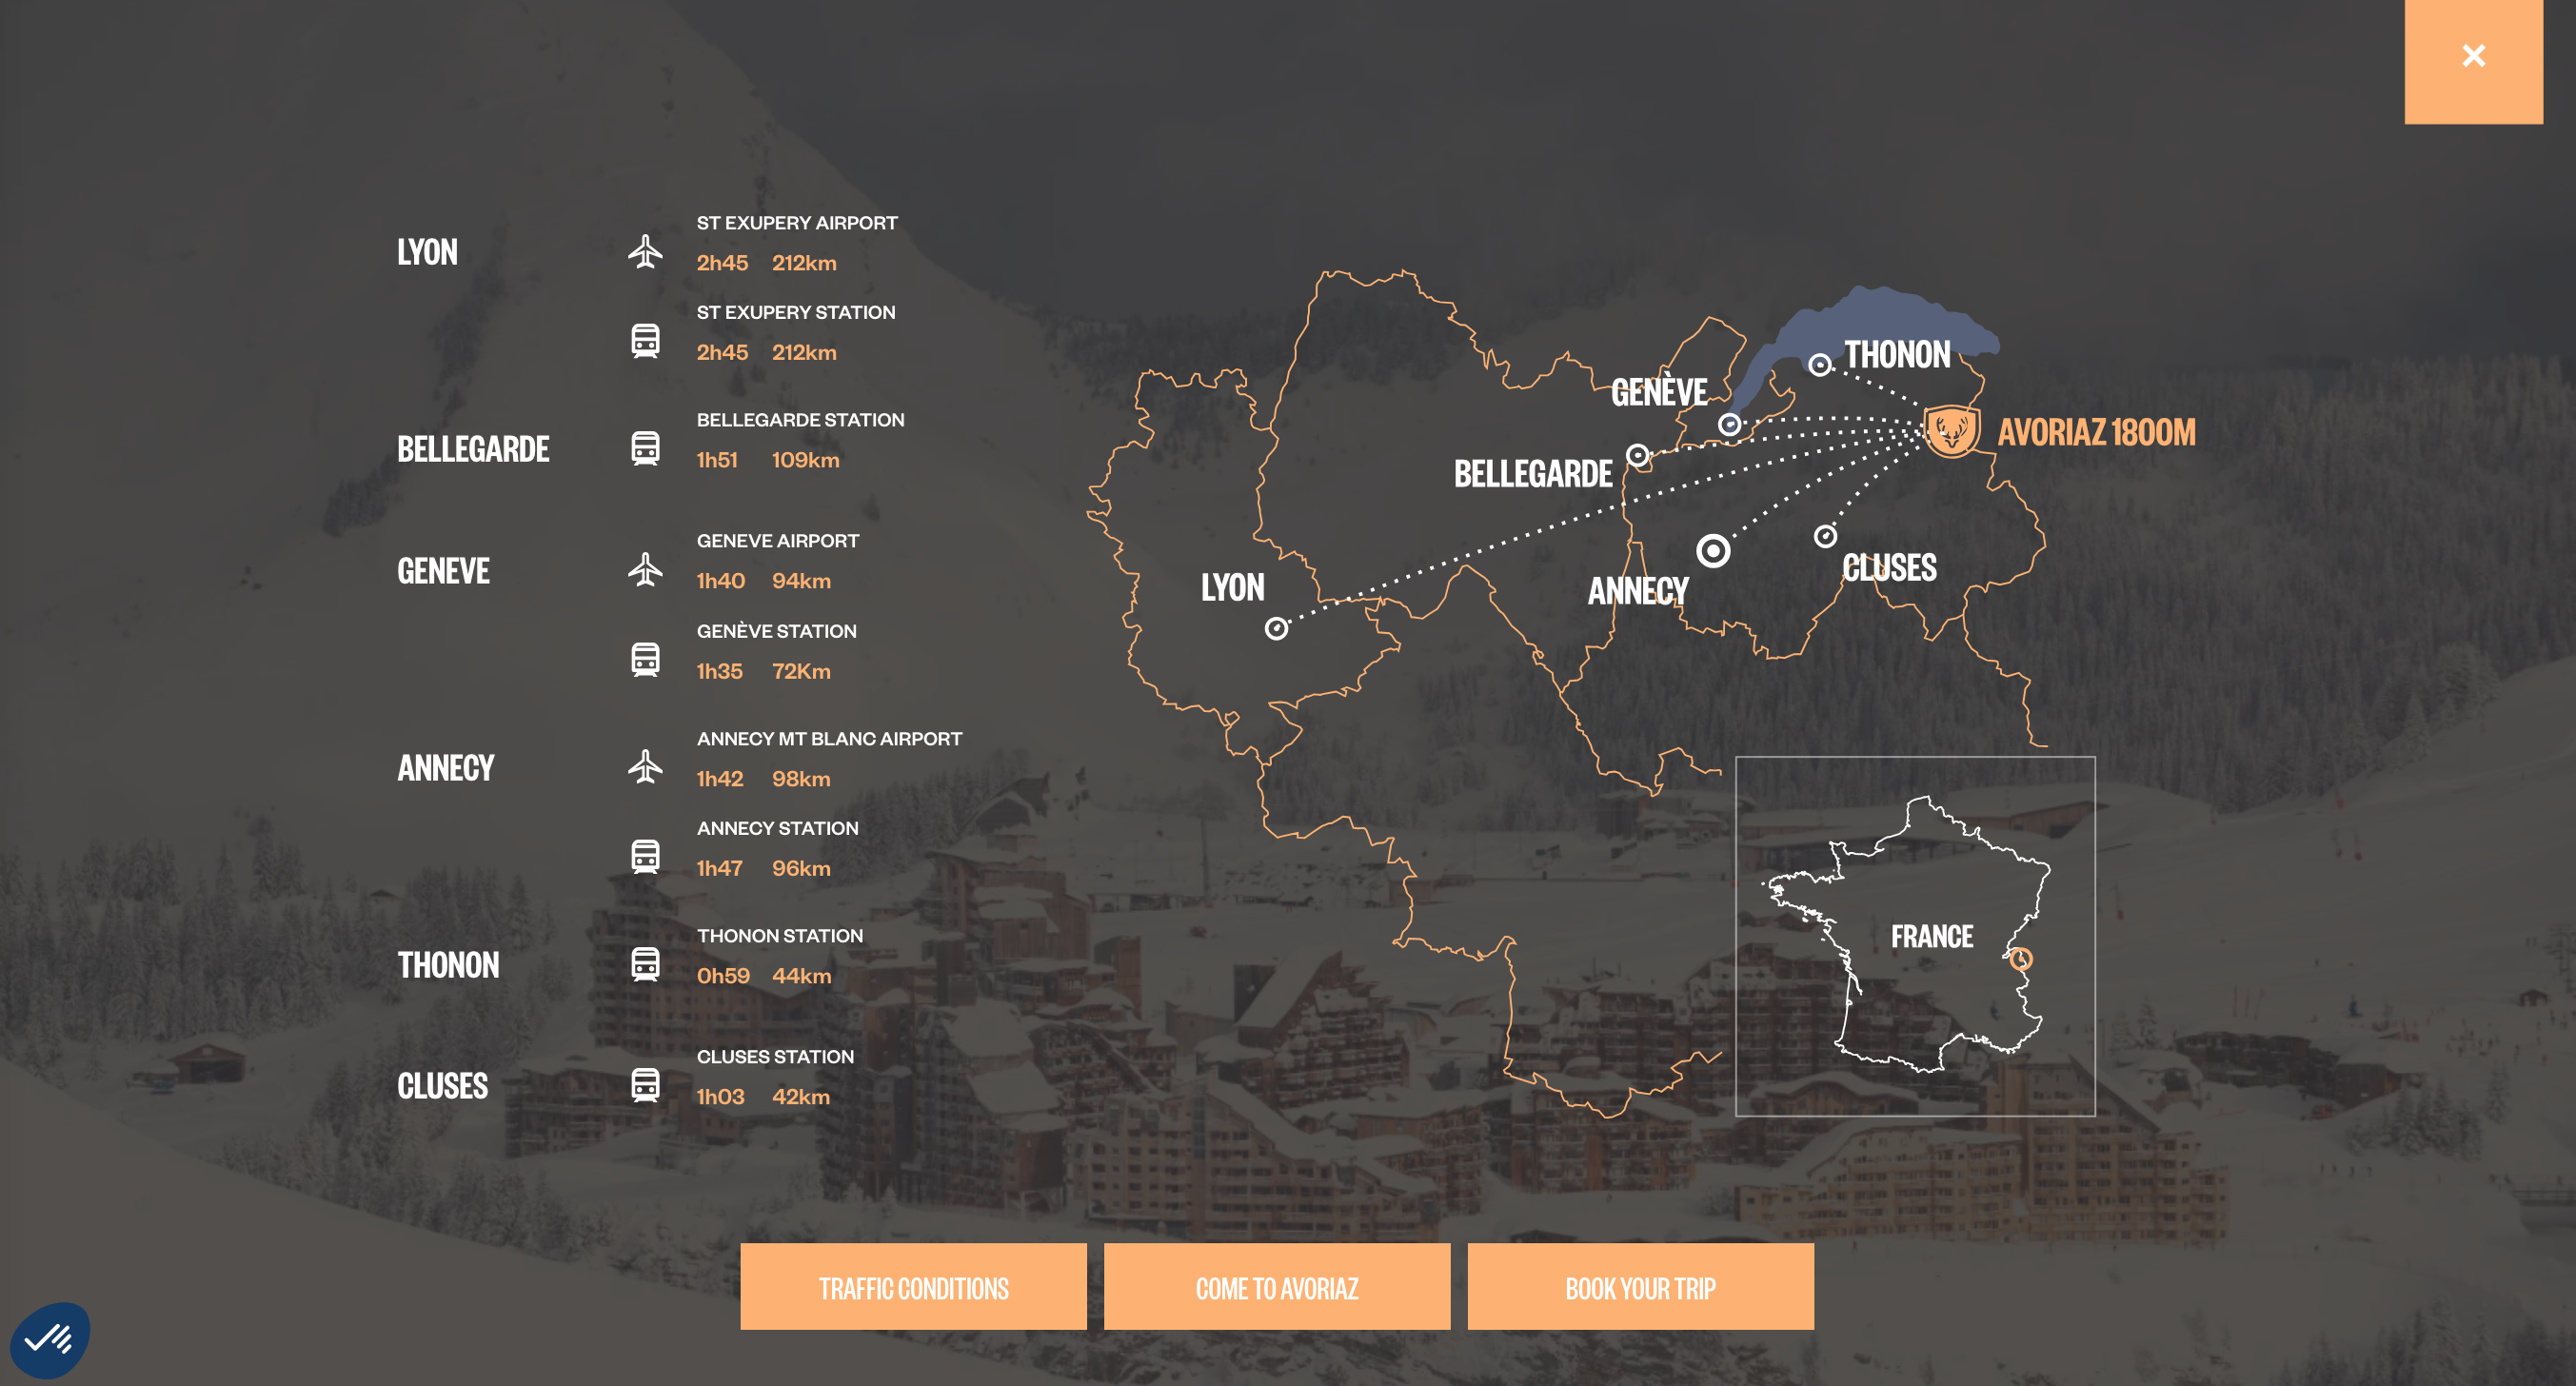 LYON
ST EXUPERY AIRPORT
2h45 212km
ST EXUPERY STATION
2h45 212km
BELLEGARDE
BELLEGARDE STATION
1h51 109km
GENEVE
GENEVE AIRPORT
1h40 94km
GENÈVE STATION
1h35 72Km
ANNECY
ANNECY MT BLANC AIRPORT
1h42 98km
ANNECY STATION
1h47 96km
THONON
THONON STATION
0h59 44km
CLUSES
CLUSES STATION
1h03 42km
THONON
GENÈVE
AVORIAZ 1800M
BELLEGARDE
CLUSES
LYON
ANNECY
FRANCE
TRAFFIC CONDITIONS
COME TO AVORIAZ
BOOK YOUR TRIP